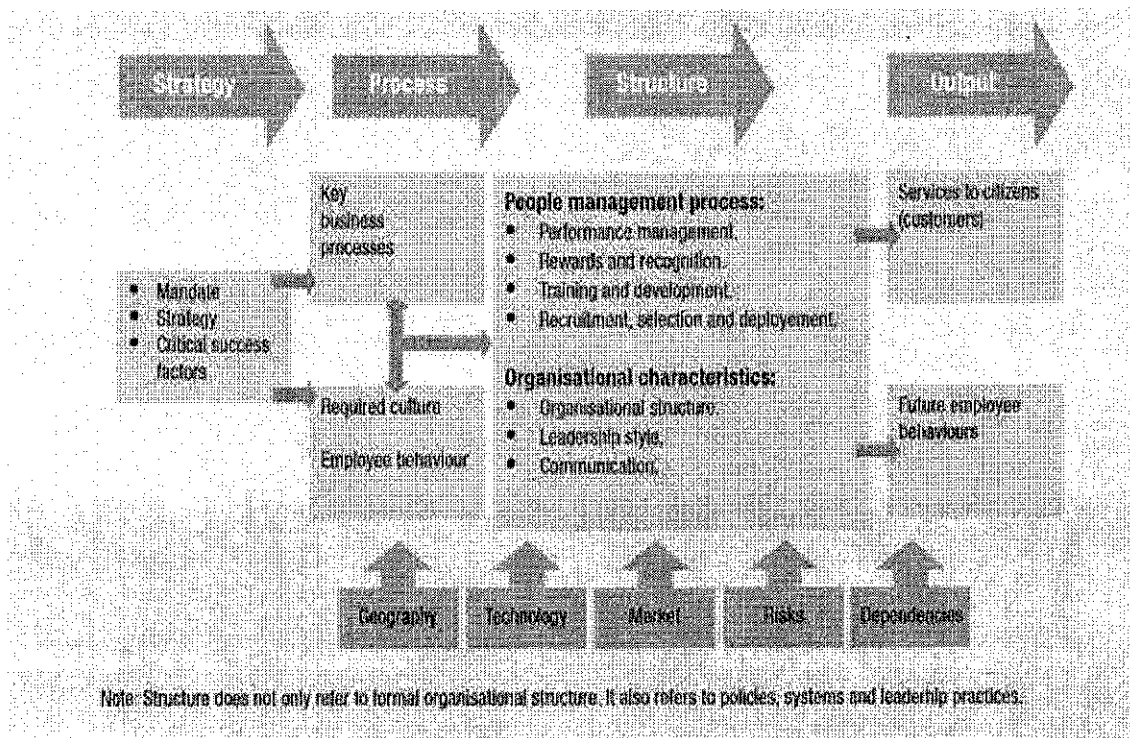 Strategy
Process
Structure
Output
• Mandate
• Strategy
• Cutical success
factors
Key
business
processes
Required culture
Employee behaviour
People management process:
• Performance management.
• Rewards and recognition.
• Training and development.
• Recruitment, selection and deployement.
Organisational characteristics:
• Organisational structure.
• Leadership style.
• Communication.
Services to citizens
(customers)
Future employee
behaviours
Geography
Technology
Market
Risks
Dependencies
Note: Structure does not only refer to formal organisational structure. It also refers to policies, systems and leaderhip practices.